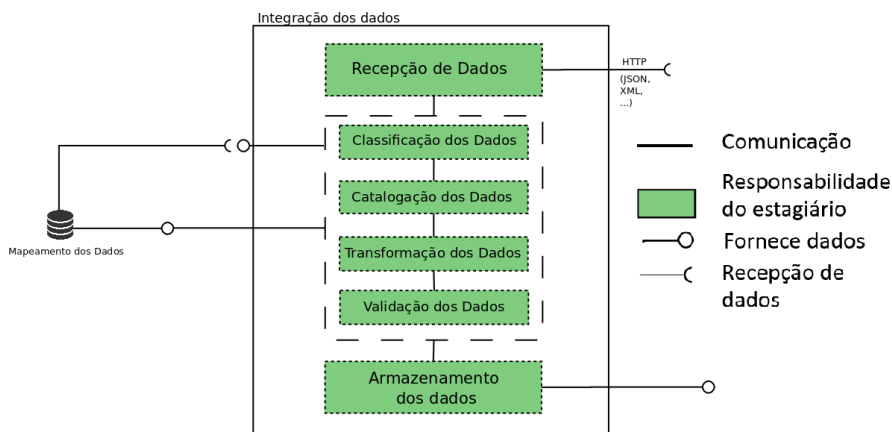 Integração dos dados
Recepção de Dados
HTTP
(JSON,
XML,
...)
Classificação dos Dados
Catalogação dos Dados
Transformação dos Dados
Validação dos Dados
Armazenamento
dos dados
Mapeamento dos Dados
Comunicação
Responsabilidade
do estagiário
Fornece dados
Recepção de
dados